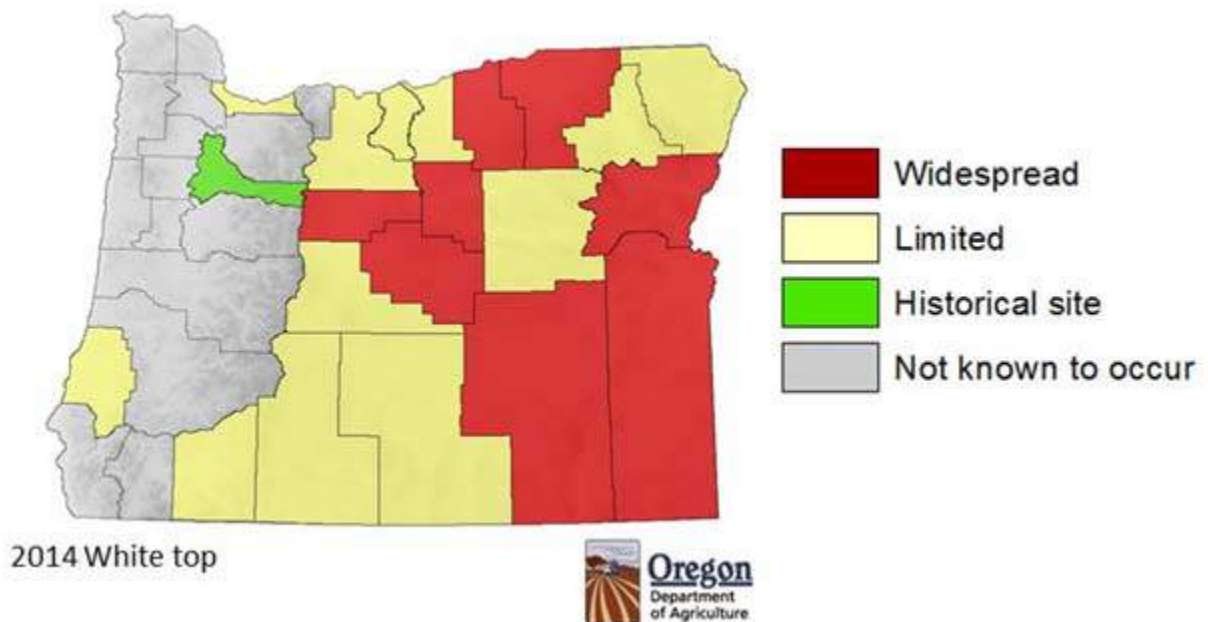 Widespread
Limited
Historical site
Not known to occur
2014 White top
Oregon
Department
of Agriculture